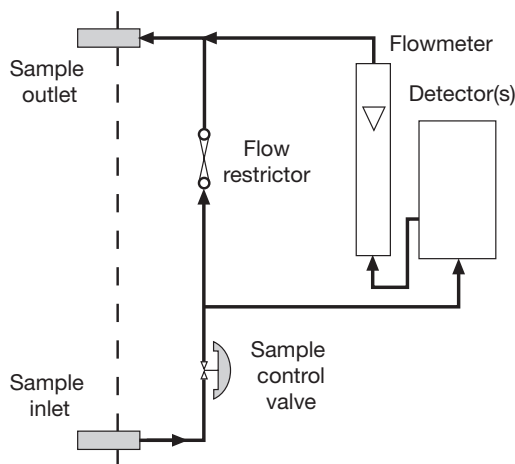 Flowmeter
Sample
outlet
Detector(s)
Flow
restrictor
Sample
control
valve
Sample
inlet